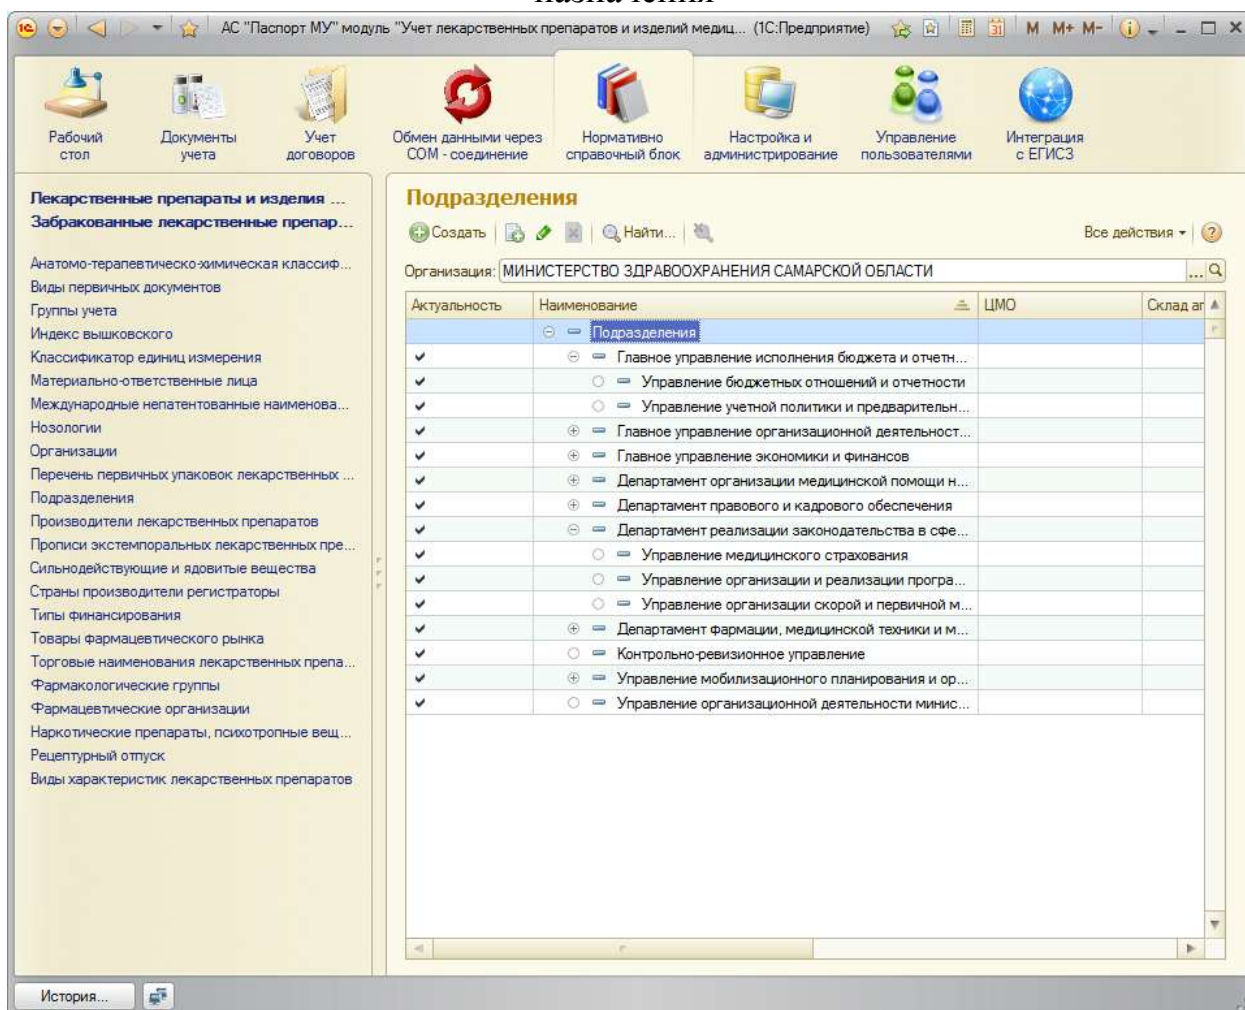 назначения
АС "Паспорт МУ" модуль "Учет лекарственных препаратов и изделий медиц... (1С:Предприятие)
31 M M+ M-
Рабочий стол
Документы учета
Учет договоров
Обмен данными через COM - соединение
Нормативно справочный блок
Настройка и администрирование
Управление пользователями
Интеграция с ЕГИСЗ
Лекарственные препараты и изделия ...
Забракованные лекарственные препар...
Анатомо-терапевтическо-химическая классиф...
Виды первичных документов
Группы учета
Индекс вышковского
Классификатор единиц измерения
Материально-ответственные лица
Международные непатентованные наименова...
Нозологии
Организации
Перечень первичных упаковок лекарственных ...
Подразделения
Производители лекарственных препаратов
Прописи экстемпоральных лекарственных пре...
Сильнодействующие и ядовитые вещества
Страны производители регистраторы
Типы финансирования
Товары фармацевтического рынка
Торговые наименования лекарственных препа...
Фармакологические группы
Фармацевтические организации
Наркотические препараты, психотропные вещ...
Рецептурный отпуск
Виды характеристик лекарственных препаратов
Подразделения
Создать Найти... Все действия
Организация: МИНИСТЕРСТВО ЗДРАВООХРАНЕНИЯ САМАРСКОЙ ОБЛАСТИ ...
Актуальность Наименование ЦМО Склад ап
Подразделения
Главное управление исполнения бюджета и отчетн...
Управление бюджетных отношений и отчетности
Управление учетной политики и предварительн...
Главное управление организационной деятельност...
Главное управление экономики и финансов
Департамент организации медицинской помощи н...
Департамент правового и кадрового обеспечения
Департамент реализации законодательства в сфе...
Управление медицинского страхования
Управление организации и реализации програ...
Управление организации скорой и первичной м...
Департамент фармации, медицинской техники и м...
Контрольно-ревизионное управление
Управление мобилизационного планирования и ор...
Управление организационной деятельности минис...
История...